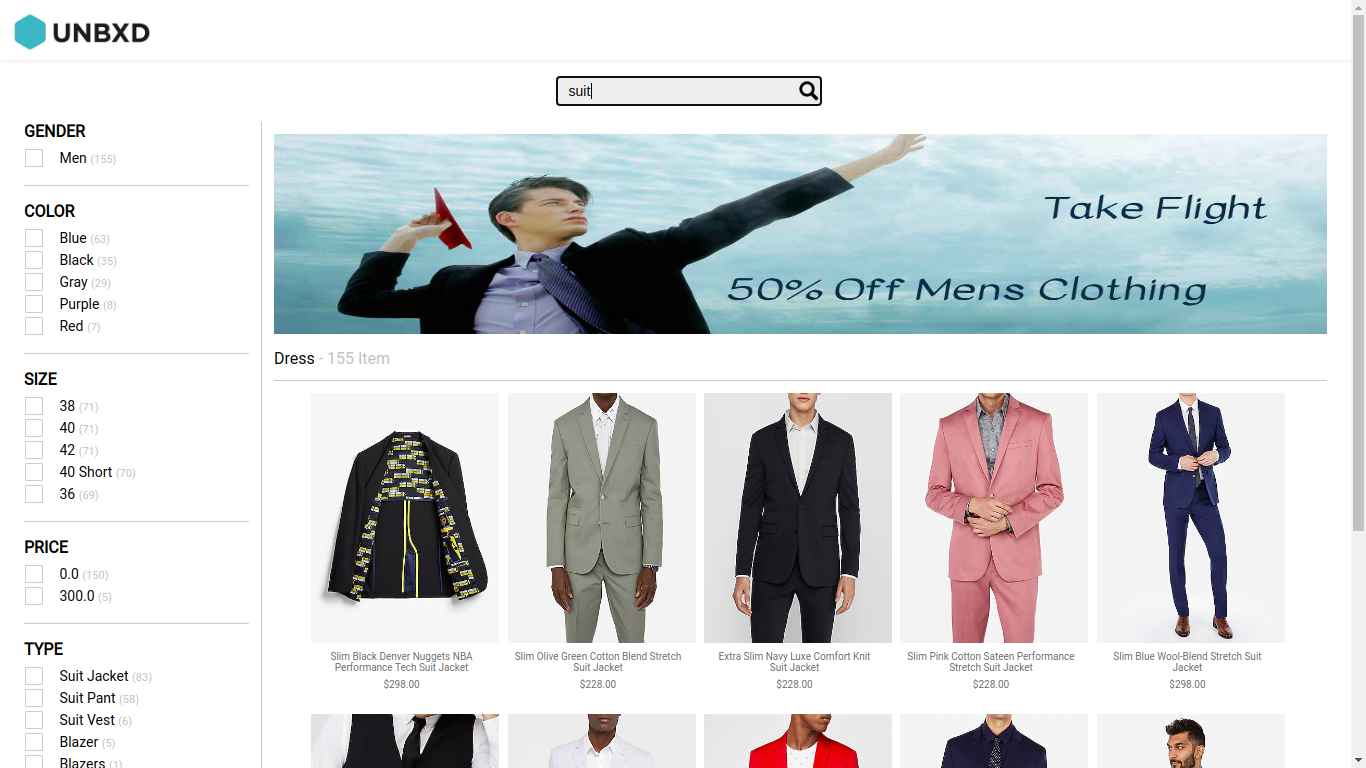 UNBXD
suit
GENDER
Men (155)
COLOR
Blue (63)
Black (35)
Gray (29)
Purple (8)
Red (7)
SIZE
38 (71)
40 (71)
42 (71)
40 Short (70)
36 (69)
PRICE
0.0 (150)
300.0 (5)
TYPE
Suit Jacket (83)
Suit Pant (58)
Suit Vest (6)
Blazer (5)
Blazers (1)
Take Flight
50% Off Mens Clothing
Dress - 155 Item
Slim Black Denver Nuggets NBA
Performance Tech Suit Jacket
$298.00
Slim Olive Green Cotton Blend Stretch
Suit Jacket
$228.00
Extra Slim Navy Luxe Comfort Knit
Suit Jacket
$228.00
Slim Pink Cotton Sateen Performance
Stretch Suit Jacket
$228.00
Slim Blue Wool-Blend Stretch Suit
Jacket
$298.00